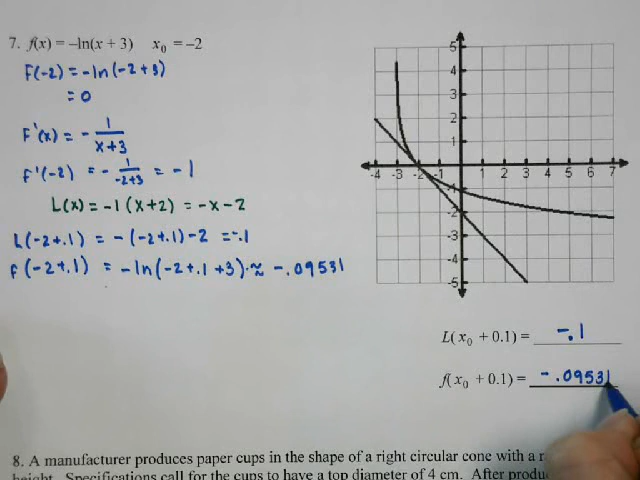 7. f(x) = –ln(x + 3) x₀ = –2
F(-2) = -ln(-2+3)
= 0
F'(x) = - 1/(x+3)
F'(-2) = - 1/(-2+3) = -1
L(x) = -1(x+2) = -x-2
L(-2+.1) = -(-2+.1)-2 = -.1
f(-2+.1) = -ln(-2+.1+3) ≈ -.09531
5
4
3
2
1
-4 -3 -2 -1 1 2 3 4 5 6 7
-1
-2
-3
-4
-5
L(x₀ + 0.1) = -.1
f(x₀ + 0.1) = -.09531
8. A manufacturer produces paper cups in the shape of a right circular cone with a
height. Specifications call for the cups to have a top diameter of 4 cm. After